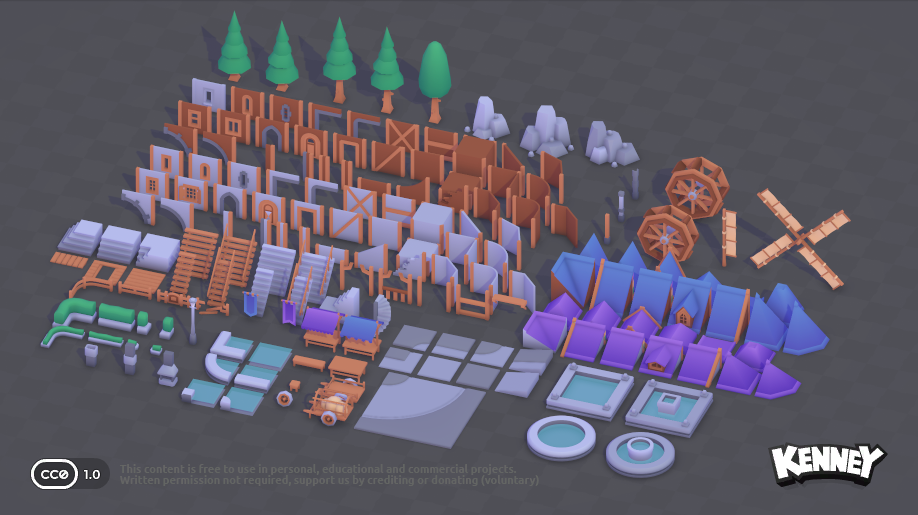 CC0 1.0
This content is free to use in personal, educational and commercial projects.
Written permission not required, support us by crediting or donating (voluntary)
KENNEY